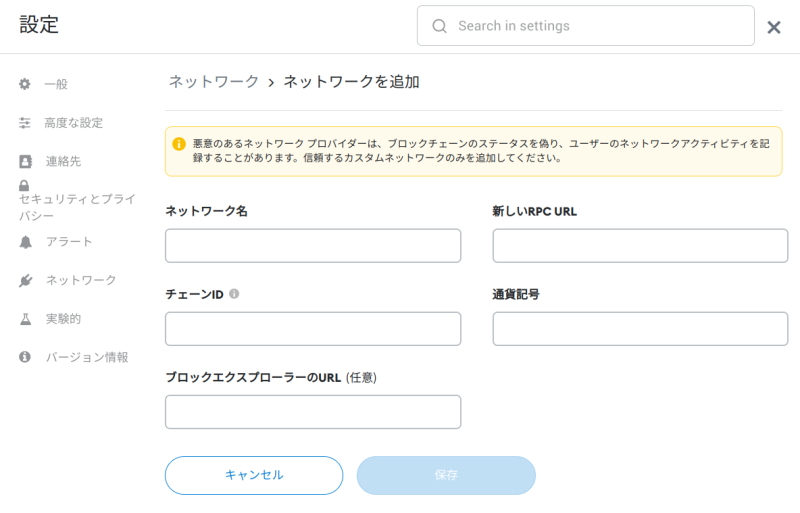 設定
Search in settings
一般
高度な設定
連絡先
セキュリティとプライ
バシー
アラート
ネットワーク
実験的
バージョン情報
ネットワーク > ネットワークを追加
悪意のあるネットワーク プロバイダーは、ブロックチェーンのステータスを偽り、ユーザーのネットワークアクティビティを記
録することがあります。信頼するカスタムネットワークのみを追加してください。
ネットワーク名
新しいRPC URL
チェーンID
通貨記号
ブロックエクスプローラーのURL (任意)
キャンセル
保存